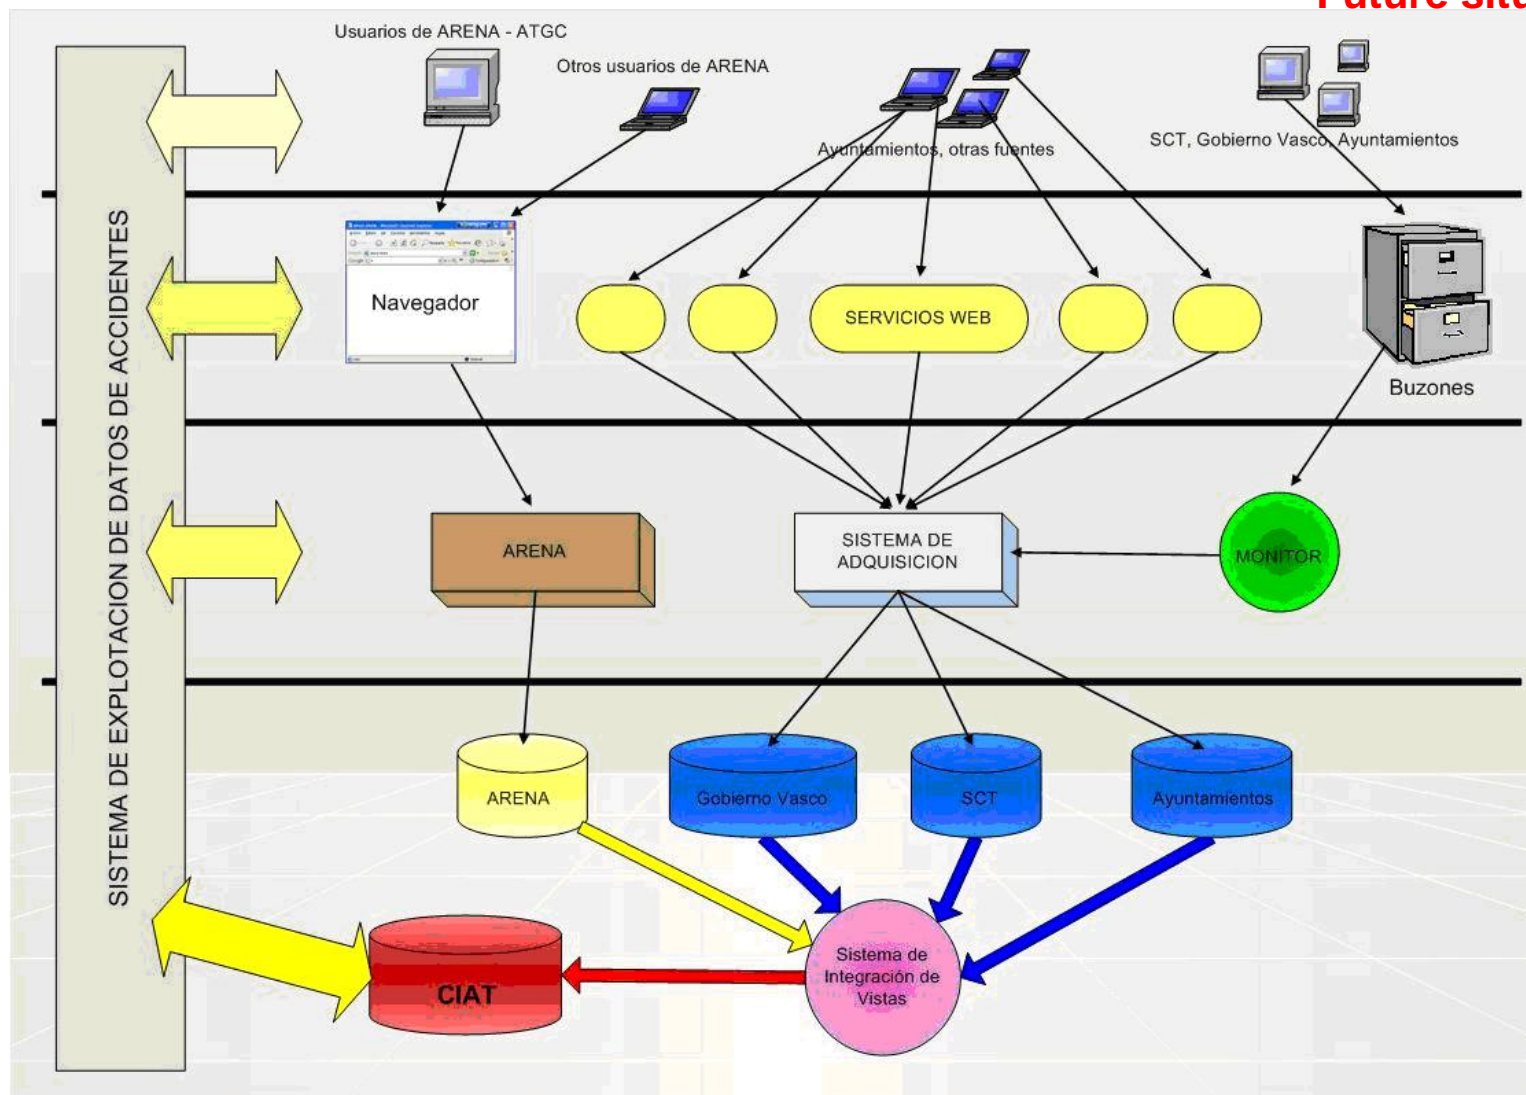 Future situ
Usuarios de ARENA - ATGC
Otros usuarios de ARENA
Ayuntamientos, otras fuentes
SCT, Gobierno Vasco, Ayuntamientos
SISTEMA DE EXPLOTACION DE DATOS DE ACCIDENTES
Navegador
SERVICIOS WEB
Buzones
ARENA
SISTEMA DE
ADQUISICION
MONITOR
ARENA
Gobierno Vasco
SCT
Ayuntamientos
Sistema de
Integración de
Vistas
CIAT